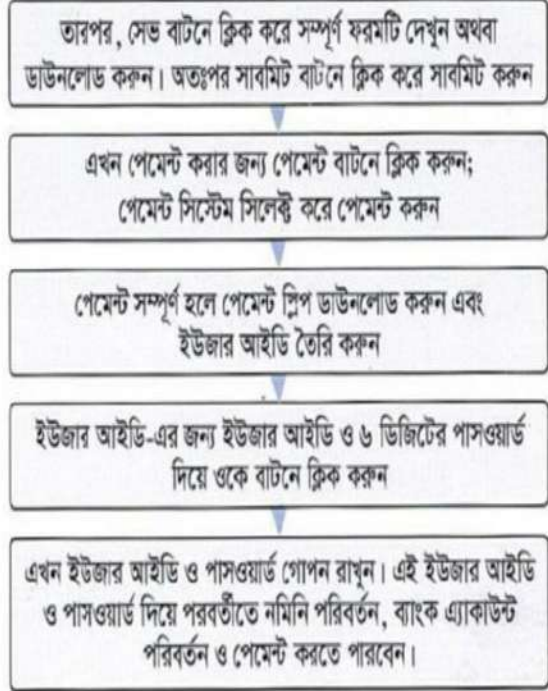 তারপর, সেভ বাটনে ক্লিক করে সম্পূর্ণ ফরমটি দেখুন অথবা
ডাউনলোড করুন। অতঃপর সাবমিট বাটনে ক্লিক করে সাবমিট করুন
এখন পেমেন্ট করার জন্য পেমেন্ট বাটনে ক্লিক করুন;
পেমেন্ট সিস্টেম সিলেক্ট করে পেমেন্ট করুন
পেমেন্ট সম্পূর্ণ হলে পেমেন্ট স্লিপ ডাউনলোড করুন এবং
ইউজার আইডি তৈরি করুন
ইউজার আইডি-এর জন্য ইউজার আইডি ও ৬ ডিজিটের পাসওয়ার্ড
দিয়ে ওকে বাটনে ক্লিক করুন
এখন ইউজার আইডি ও পাসওয়ার্ড গোপন রাখুন। এই ইউজার আইডি
ও পাসওয়ার্ড দিয়ে পরবর্তীতে নমিনি পরিবর্তন, ব্যাংক এ্যাকাউন্ট
পরিবর্তন ও পেমেন্ট করতে পারবেন।